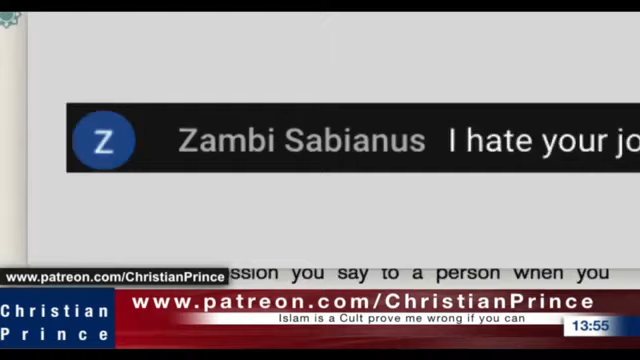 Z Zambi Sabianus I hate your jo
www.patreon.com/ChristianPrince
ssion you say to a person when you
www.patreon.com/ChristianPrince
Islam is a Cult prove me wrong if you can
Christian
Prince
13:55